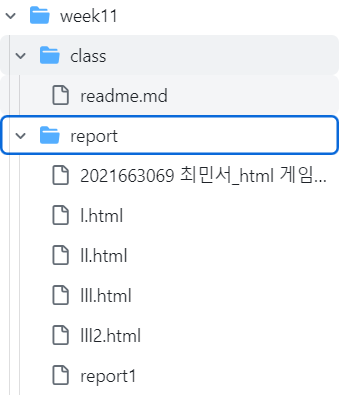 week11
class
readme.md
report
2021663069 최민서_html 게임...
l.html
ll.html
lll.html
lll2.html
report1